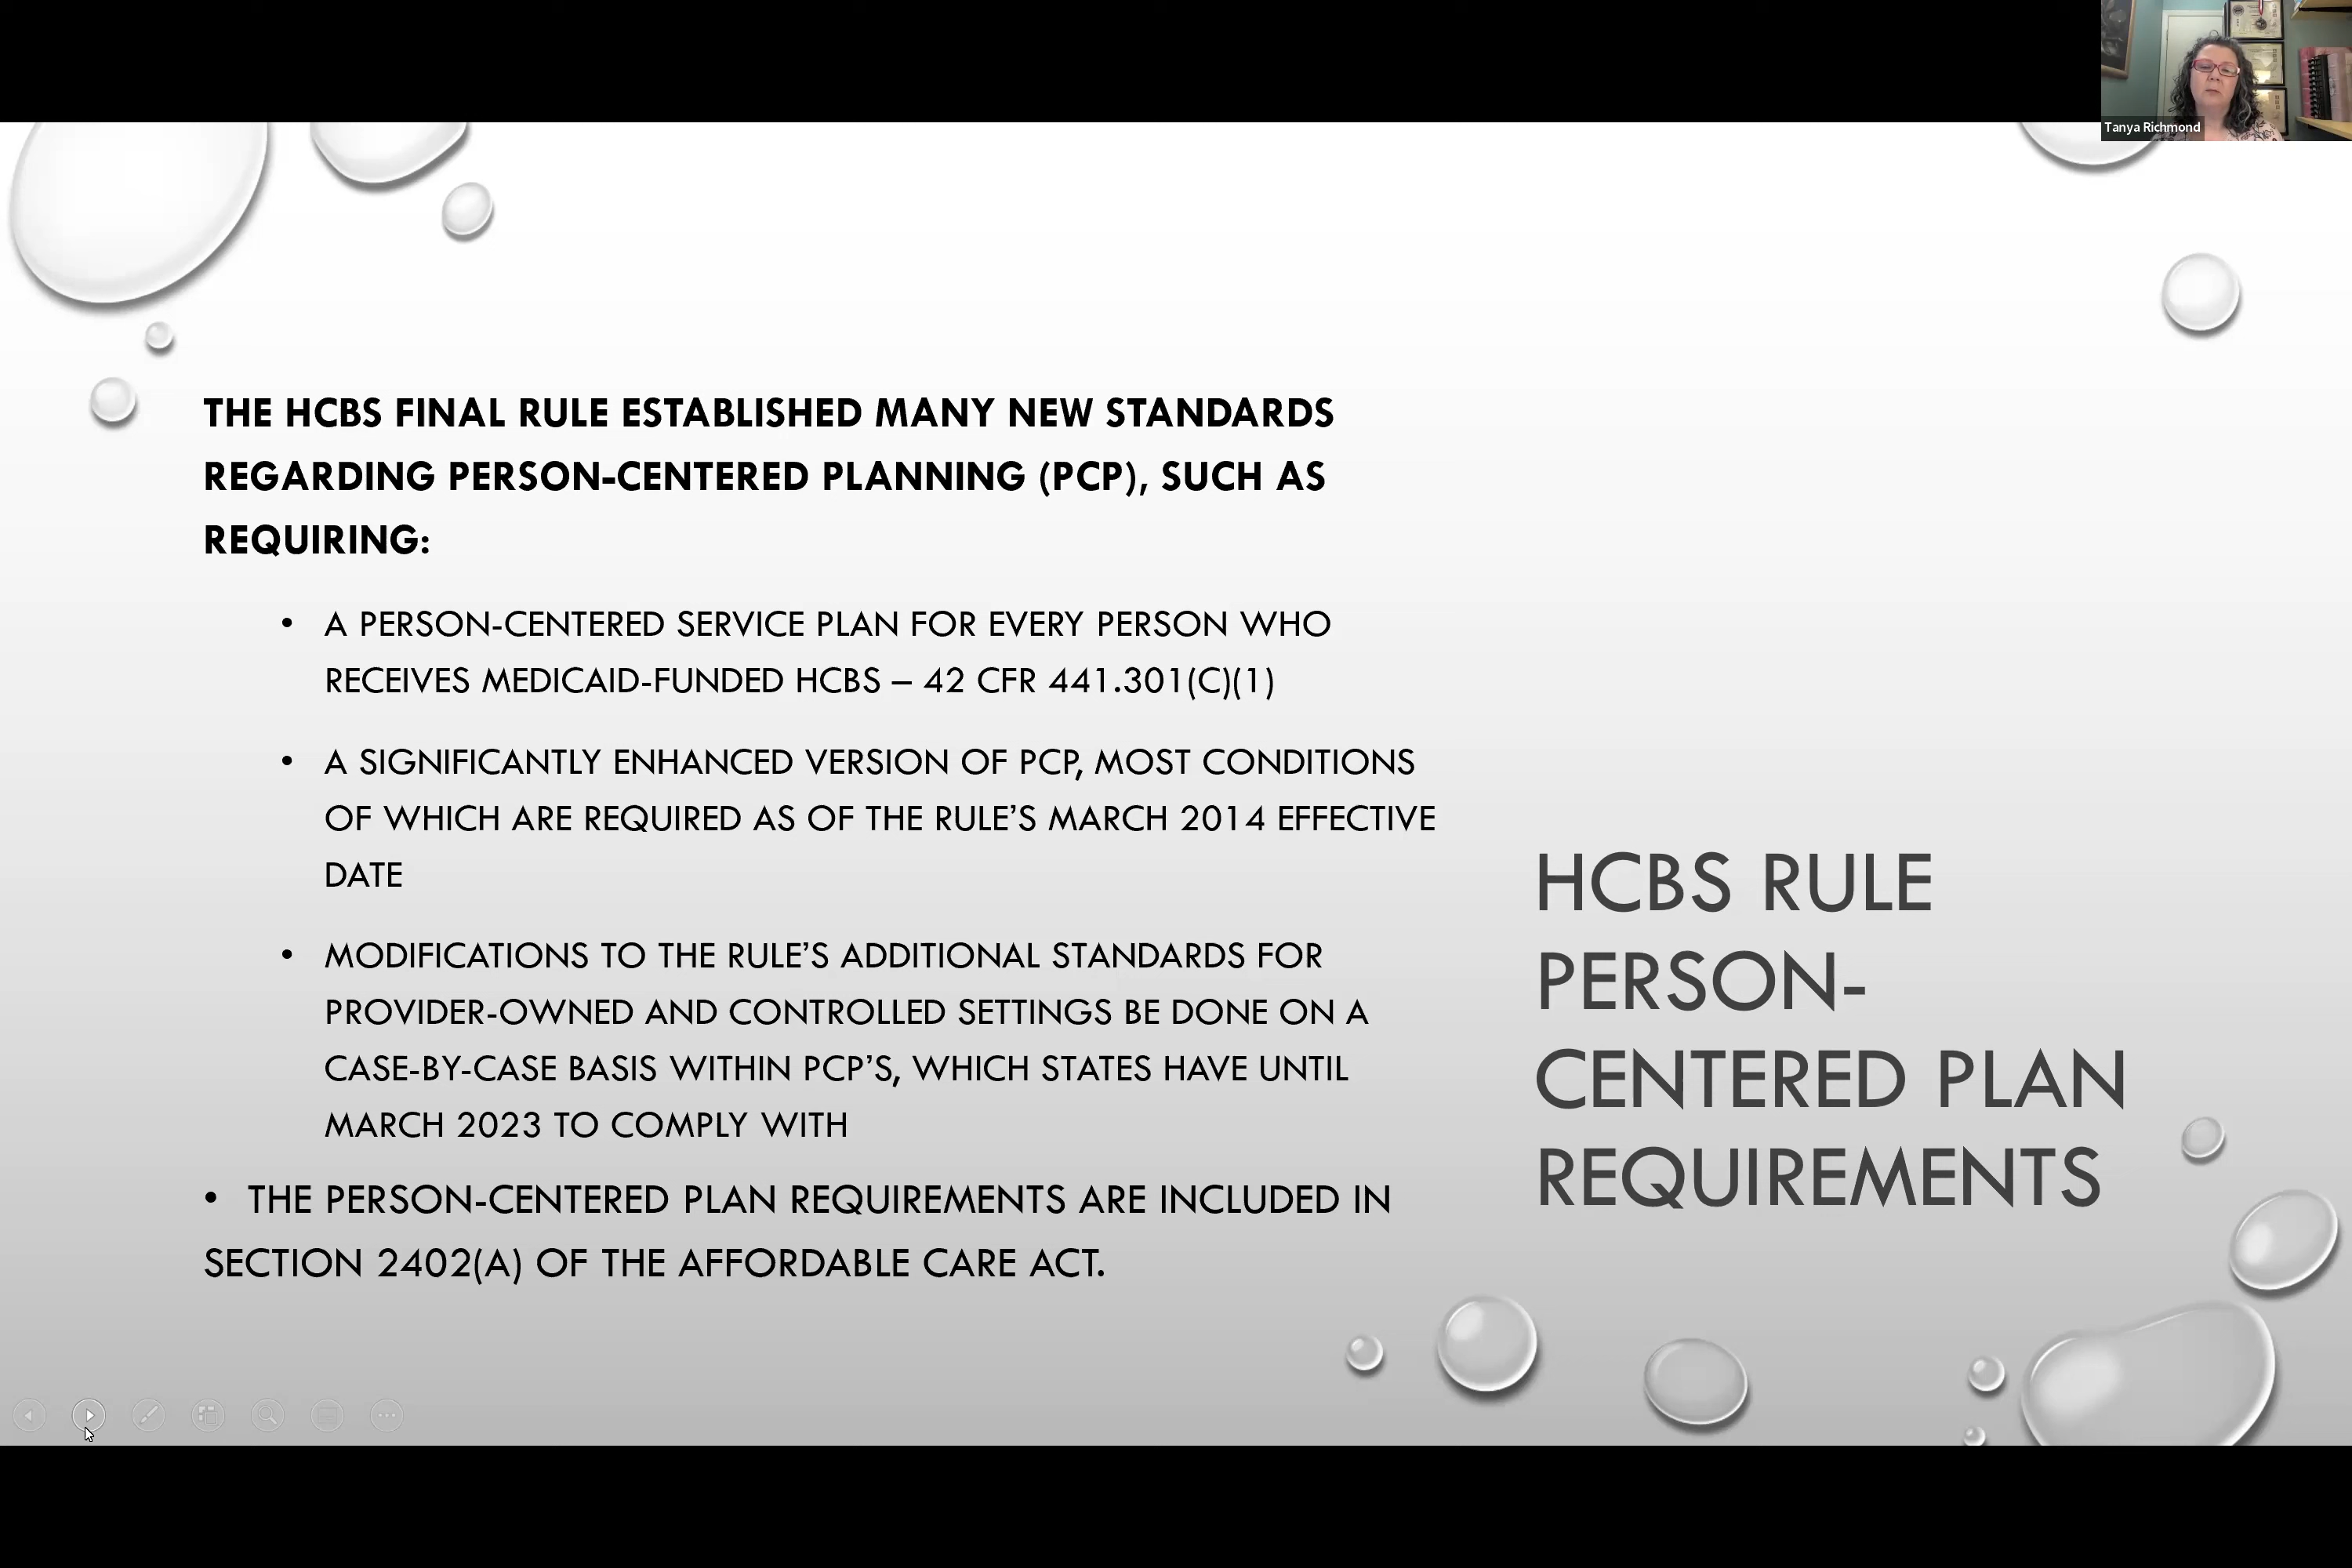 Tanya Richmond
THE HCBS FINAL RULE ESTABLISHED MANY NEW STANDARDS
REGARDING PERSON-CENTERED PLANNING (PCP), SUCH AS
REQUIRING:
• A PERSON-CENTERED SERVICE PLAN FOR EVERY PERSON WHO
RECEIVES MEDICAID-FUNDED HCBS – 42 CFR 441.301(C)(1)
• A SIGNIFICANTLY ENHANCED VERSION OF PCP, MOST CONDITIONS
OF WHICH ARE REQUIRED AS OF THE RULE’S MARCH 2014 EFFECTIVE
DATE
• MODIFICATIONS TO THE RULE’S ADDITIONAL STANDARDS FOR
PROVIDER-OWNED AND CONTROLLED SETTINGS BE DONE ON A
CASE-BY-CASE BASIS WITHIN PCP’S, WHICH STATES HAVE UNTIL
MARCH 2023 TO COMPLY WITH
• THE PERSON-CENTERED PLAN REQUIREMENTS ARE INCLUDED IN
SECTION 2402(A) OF THE AFFORDABLE CARE ACT.
HCBS RULE
PERSON-
CENTERED PLAN
REQUIREMENTS